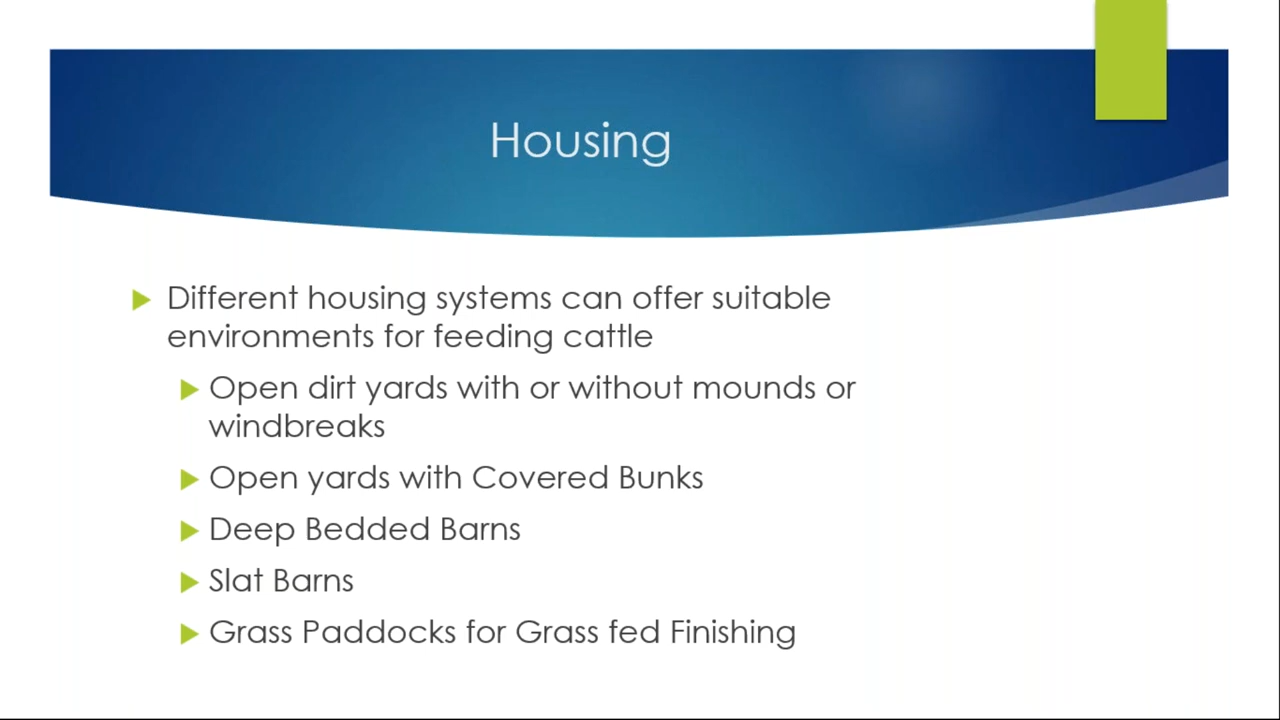 Housing
Different housing systems can offer suitable
environments for feeding cattle
Open dirt yards with or without mounds or
windbreaks
Open yards with Covered Bunks
Deep Bedded Barns
Slat Barns
Grass Paddocks for Grass fed Finishing